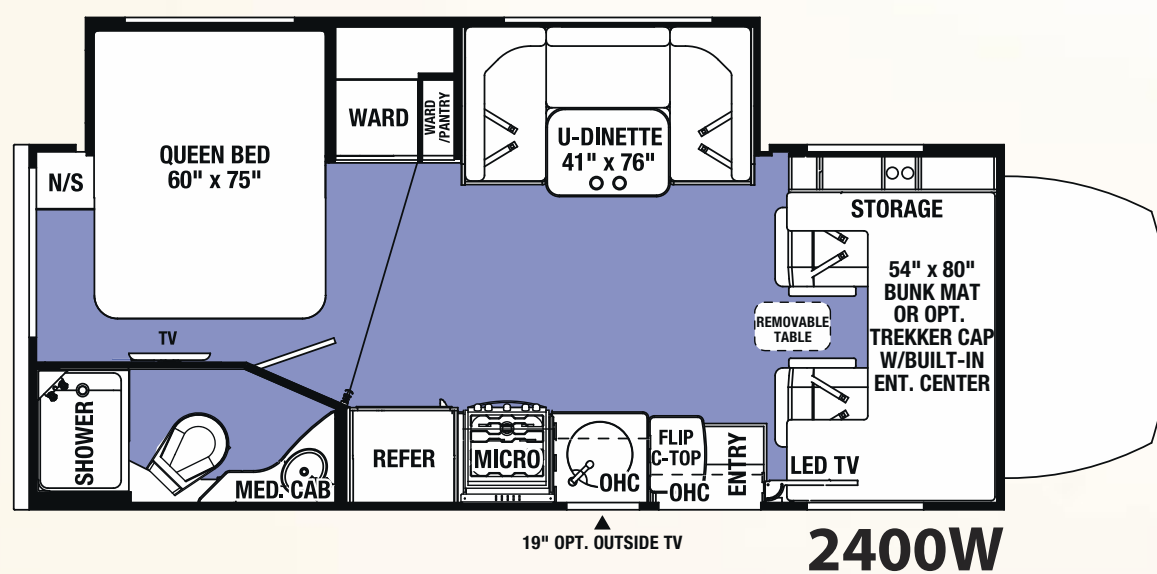 QUEEN BED
60" x 75"
N/S
WARD
WARD
/PANTRY
U-DINETTE
41" x 76"
STORAGE
54" x 80"
BUNK MAT
OR OPT.
TREKKER CAP
W/BUILT-IN
ENT. CENTER
REMOVABLE
TABLE
TV
SHOWER
MED. CAB
REFER
MICRO
OHC
FLIP
C-TOP
OHC
ENTRY
LED TV
19" OPT. OUTSIDE TV
2400W